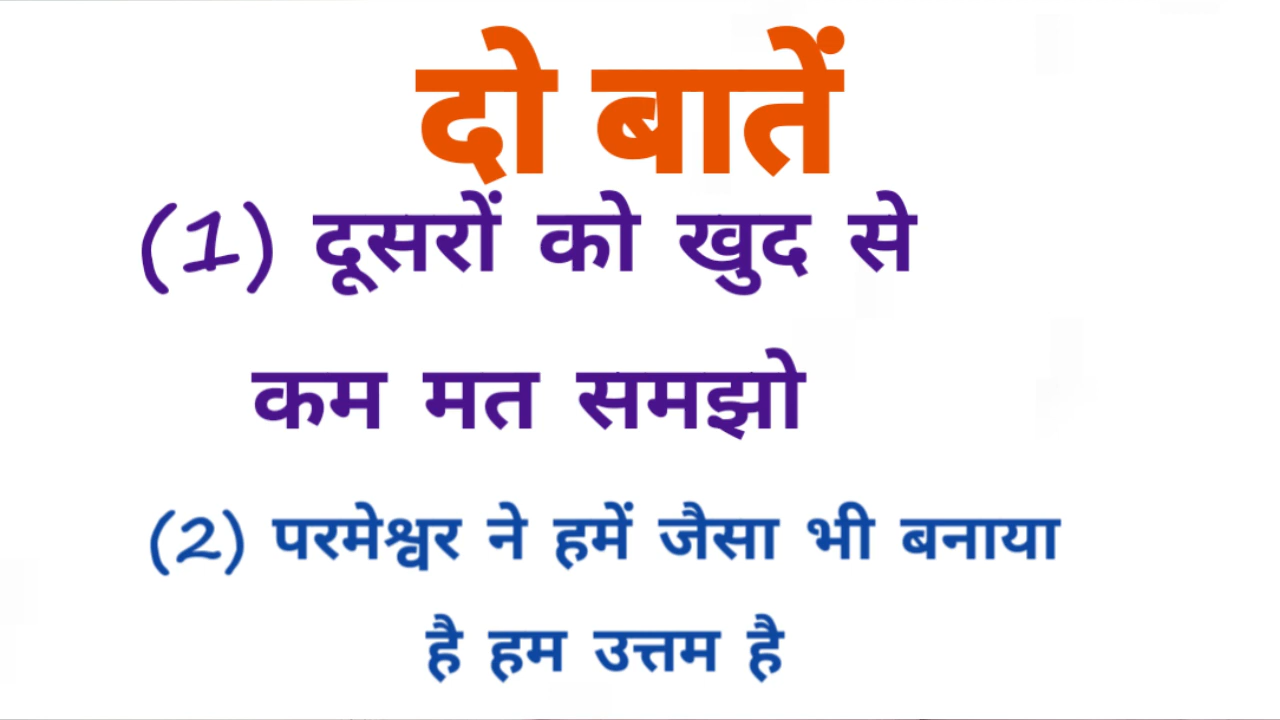 दो बातें
(1) दूसरों को खुद से
कम मत समझो
(2) परमेश्वर ने हमें जैसा भी बनाया
है हम उत्तम है